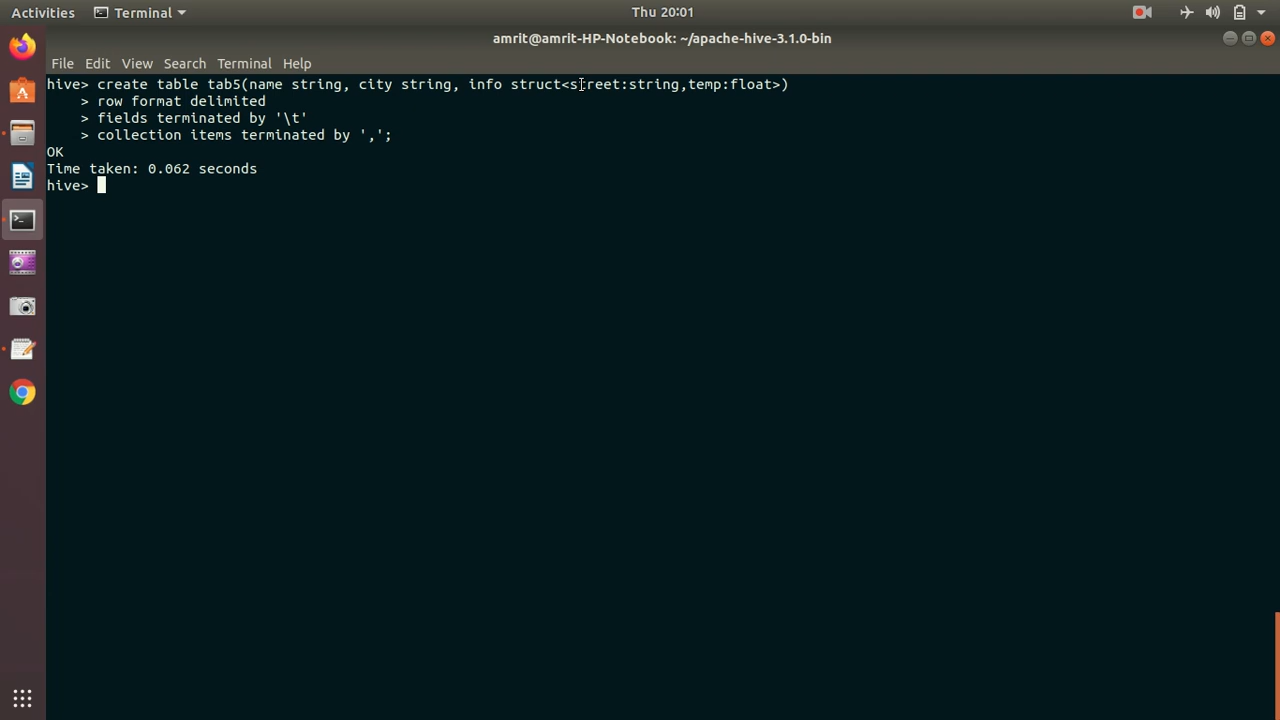 Activities Terminal Thu 20:01
amrit@amrit-HP-Notebook: ~/apache-hive-3.1.0-bin
File Edit View Search Terminal Help
hive> create table tab5(name string, city string, info struct<street:string,temp:float>)
    > row format delimited
    > fields terminated by '\t'
    > collection items terminated by ',';
OK
Time taken: 0.062 seconds
hive>